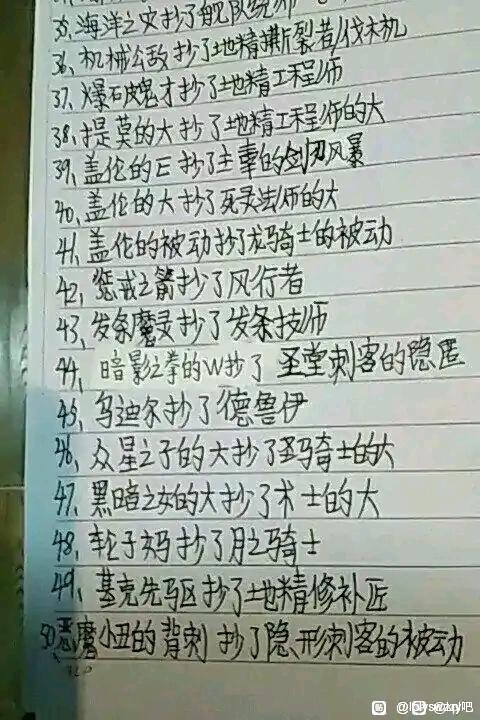 35、海洋之灾抄了舰队统帅
36、机械公敌抄了地精撕裂者/伐木机
37、爆破鬼才抄了地精工程师
38、提莫的大抄了地精工程师的大
39、盖伦的E抄了主宰的剑刃风暴
40、盖伦的大抄了死灵法师的大
41、盖伦的被动抄了龙骑士的被动
42、惩戒之箭抄了风行者
43、发条魔灵抄了发条技师
44、暗影之拳的W抄了 圣堂刺客的隐匿
45、乌迪尔抄了德鲁伊
46、众星之子的大抄了圣骑士的大
47、黑暗之女的大抄了术士的大
48、轮子妈抄了月之骑士
49、基克先驱抄了地精修补匠
50恶魔小丑的背刺 抄了隐形刺客的被动